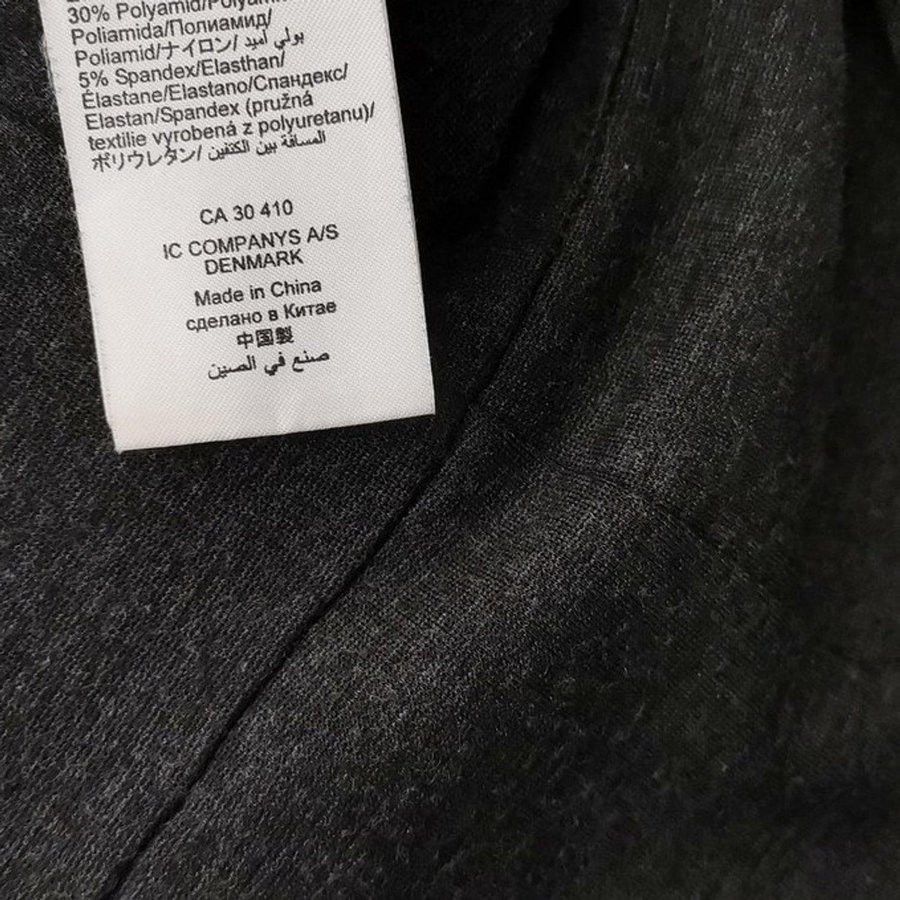 30% Polyamid/Polyamid
Poliamida/Полиамид/
Poliamid/ナイロン/ بولي أميد/
5% Spandex/Elasthan/
Élastane/Elastano/Спандекс/
Elastan/Spandex (pružná
textilie vyrobená z polyuretanu)/
ポリウレタン/ المسافة بين الكتفين
CA 30 410
IC COMPANYS A/S
DENMARK
Made in China
сделано в Китае
中国製
صنع في الصين